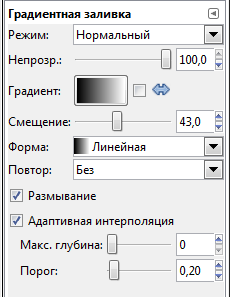 Градиентная заливка
Режим: Нормальный
Непрозр.: 100,0
Градиент:
Смещение: 43,0
Форма: Линейная
Повтор: Без
Размывание
Адаптивная интерполяция
Макс. глубина: 0
Порог: 0,20